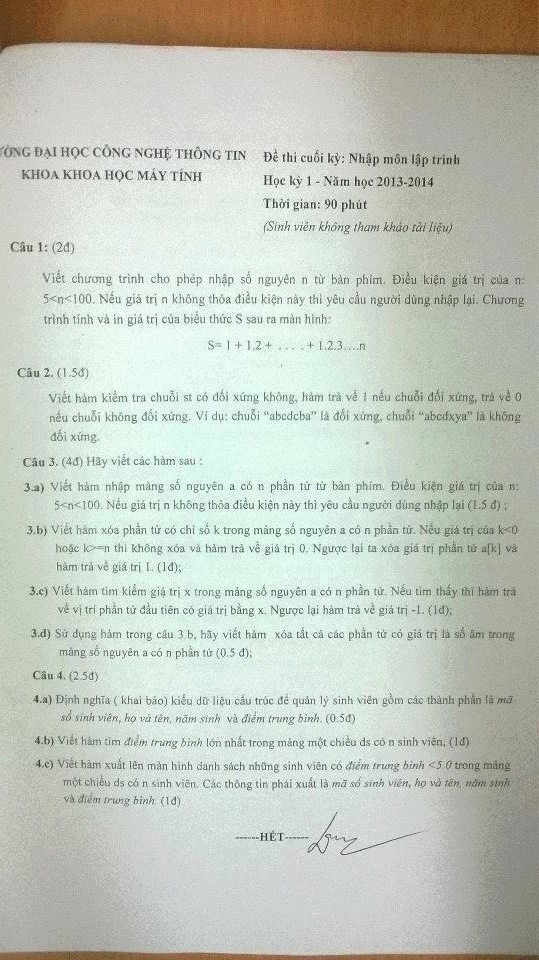 ƯỜNG ĐẠI HỌC CÔNG NGHỆ THÔNG TIN
KHOA KHOA HỌC MÁY TÍNH
Đề thi cuối kỳ: Nhập môn lập trình
Học kỳ 1 - Năm học 2013-2014
Thời gian: 90 phút
(Sinh viên không tham khảo tài liệu)
Câu 1: (2đ)
Viết chương trình cho phép nhập số nguyên n từ bàn phím. Điều kiện giá trị của n:
5<n<100. Nếu giá trị n không thỏa điều kiện này thì yêu cầu người dùng nhập lại. Chương
trình tính và in giá trị của biểu thức S sau ra màn hình:
S= 1 + 1.2 + . . . . + 1.2.3....n
Câu 2. (1.5đ)
Viết hàm kiểm tra chuỗi st có đối xứng không, hàm trả về 1 nếu chuỗi đối xứng, trả về 0
nếu chuỗi không đối xứng. Ví dụ: chuỗi "abcdcba" là đối xứng, chuỗi "abcdxya" là không
đối xứng.
Câu 3. (4đ) Hãy viết các hàm sau :
3.a) Viết hàm nhập mảng số nguyên a có n phần tử từ bàn phím. Điều kiện giá trị của n:
5<n<100. Nếu giá trị n không thỏa điều kiện này thì yêu cầu người dùng nhập lại (1.5 đ) ;
3.b) Viết hàm xóa phần tử có chỉ số k trong mảng số nguyên a có n phần tử. Nếu giá trị của k<0
hoặc k>=n thì không xóa và hàm trả về giá trị 0. Ngược lại ta xóa giá trị phần tử a[k] và
hàm trả về giá trị 1. (1đ);
3.c) Viết hàm tìm kiếm giá trị x trong mảng số nguyên a có n phần tử. Nếu tìm thấy thì hàm trả
về vị trí phần tử đầu tiên có giá trị bằng x. Ngược lại hàm trả về giá trị -1. (1đ);
3.d) Sử dụng hàm trong câu 3.b, hãy viết hàm xóa tất cả các phần tử có giá trị là số âm trong
mảng số nguyên a có n phần tử (0.5 đ);
Câu 4. (2.5đ)
4.a) Định nghĩa ( khai báo) kiểu dữ liệu cấu trúc để quản lý sinh viên gồm các thành phần là mã
số sinh viên, họ và tên, năm sinh và điểm trung bình. (0.5đ)
4.b) Viết hàm tìm điểm trung bình lớn nhất trong mảng một chiều ds có n sinh viên, (1đ)
4.c) Viết hàm xuất lên màn hình danh sách những sinh viên có điểm trung bình <5.0 trong mảng
một chiều ds có n sinh viên. Các thông tin phải xuất là mã số sinh viên, họ và tên, năm sinh
và điểm trung bình. (1đ)
------HẾT------